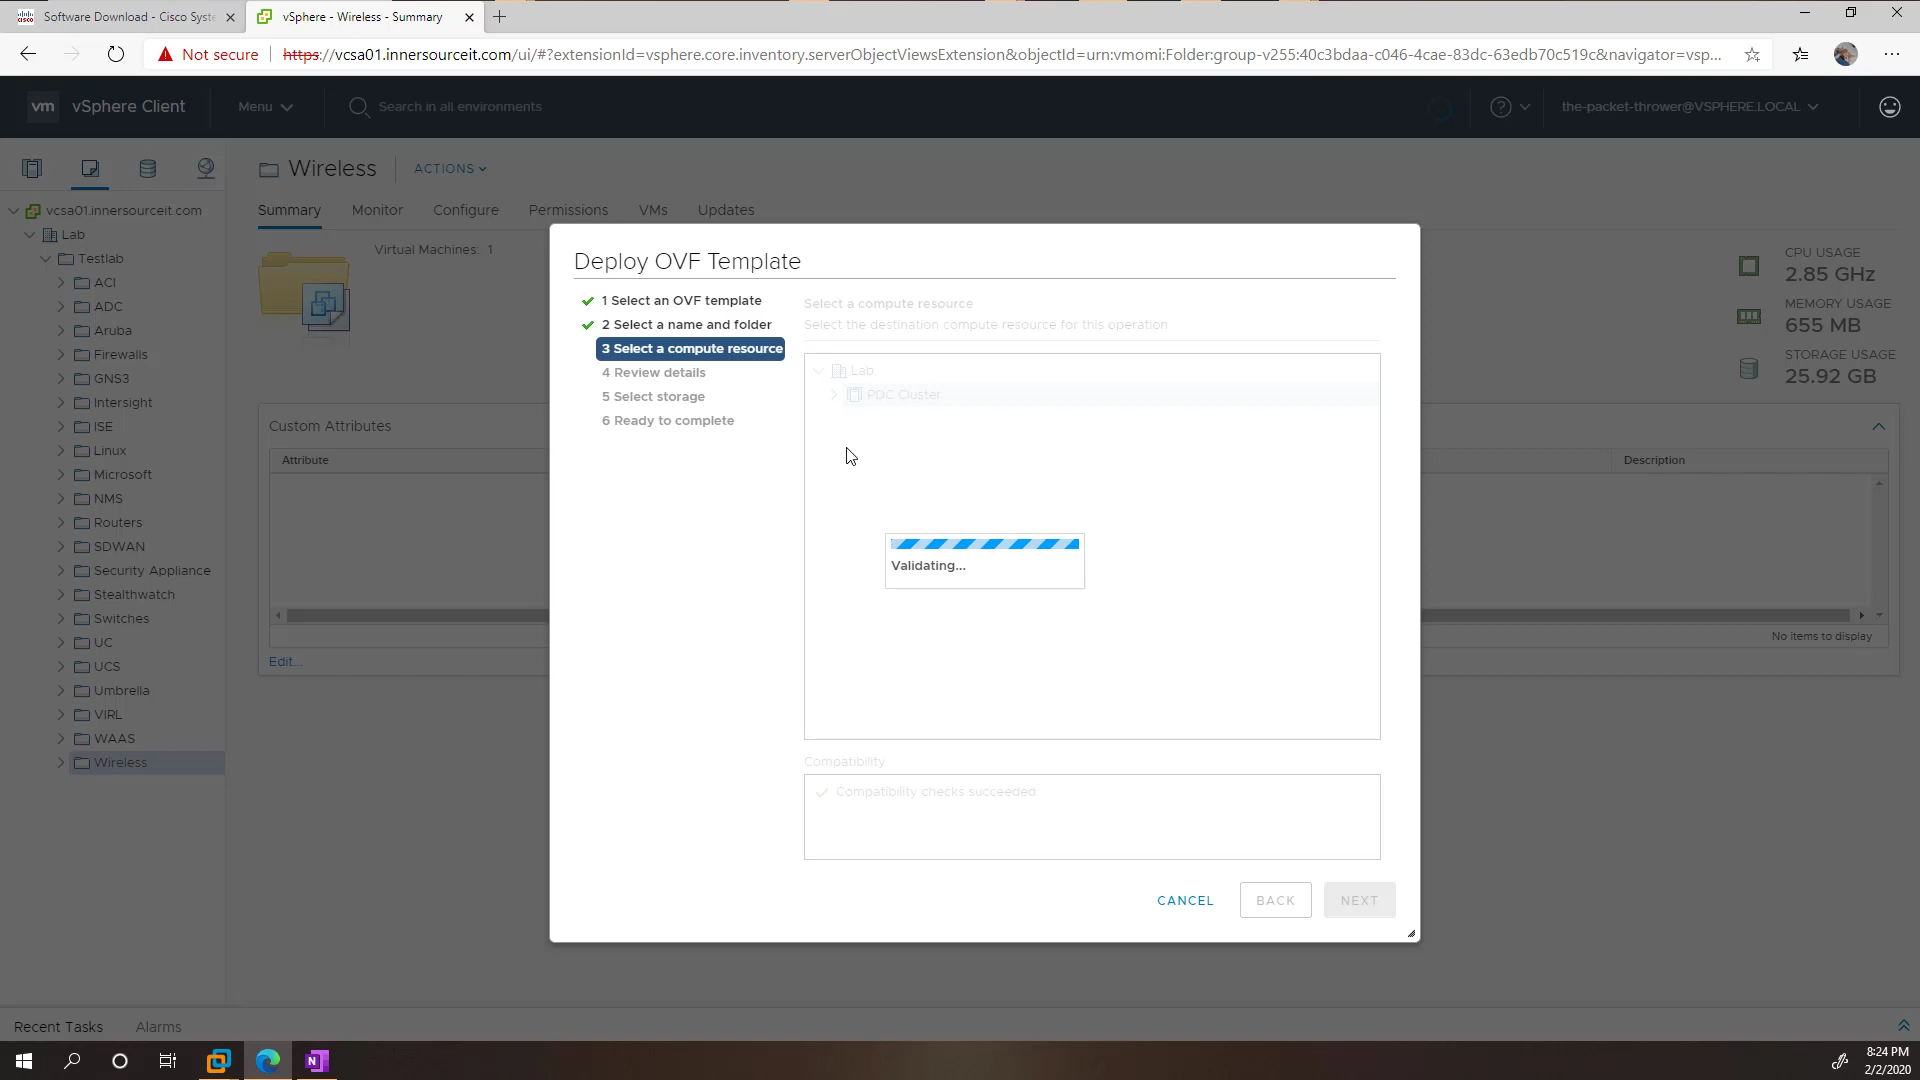 Software Download - Cisco Syste
vSphere - Wireless - Summary
Not secure
https://vcsa01.innersourceit.com/ui/#?extensionId=vsphere.core.inventory.serverObjectViewsExtension&objectId=urn:vmomi:Folder:group-v255:40c3bdaa-c046-4cae-83dc-63edb70c519c&navigator=vsp...
vm vSphere Client
Menu
Search in all environments
the-packet-thrower@VSPHERE.LOCAL
Wireless
ACTIONS
Summary
Monitor
Configure
Permissions
VMs
Updates
vcsa01.innersourceit.com
Lab
Testlab
ACI
ADC
Aruba
Firewalls
GNS3
Intersight
ISE
Linux
Microsoft
NMS
Routers
SDWAN
Security Appliance
Stealthwatch
Switches
UC
UCS
Umbrella
VIRL
WAAS
Wireless
Virtual Machines: 1
CPU USAGE
2.85 GHz
MEMORY USAGE
655 MB
STORAGE USAGE
25.92 GB
Custom Attributes
Attribute
Description
No items to display
Edit...
Deploy OVF Template
1 Select an OVF template
2 Select a name and folder
3 Select a compute resource
4 Review details
5 Select storage
6 Ready to complete
Select a compute resource
Select the destination compute resource for this operation
Lab
PDC Cluster
Validating...
Compatibility
Compatibility checks succeeded.
CANCEL
BACK
NEXT
Recent Tasks
Alarms
8:24 PM
2/2/2020